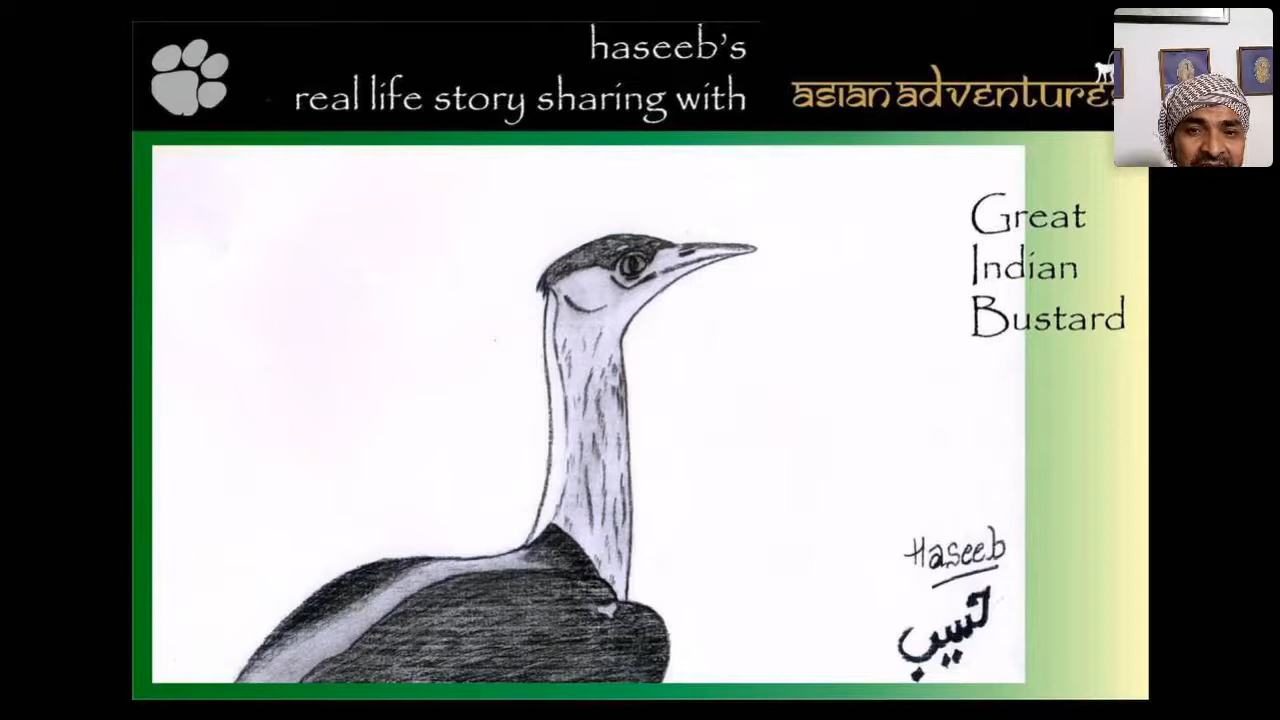 haseeb's
real life story sharing with
asian adventures
Great
Indian
Bustard
Haseeb
حسیب